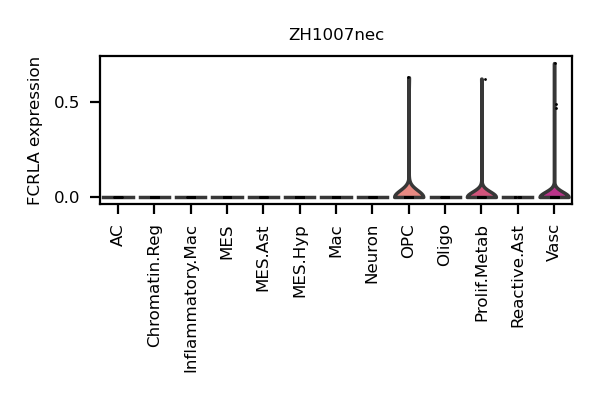 ZH1007nec
FCRLA expression
0.5
0.0
AC
Chromatin.Reg
Inflammatory.Mac
MES
MES.Ast
MES.Hyp
Mac
Neuron
OPC
Oligo
Prolif.Metab
Reactive.Ast
Vasc